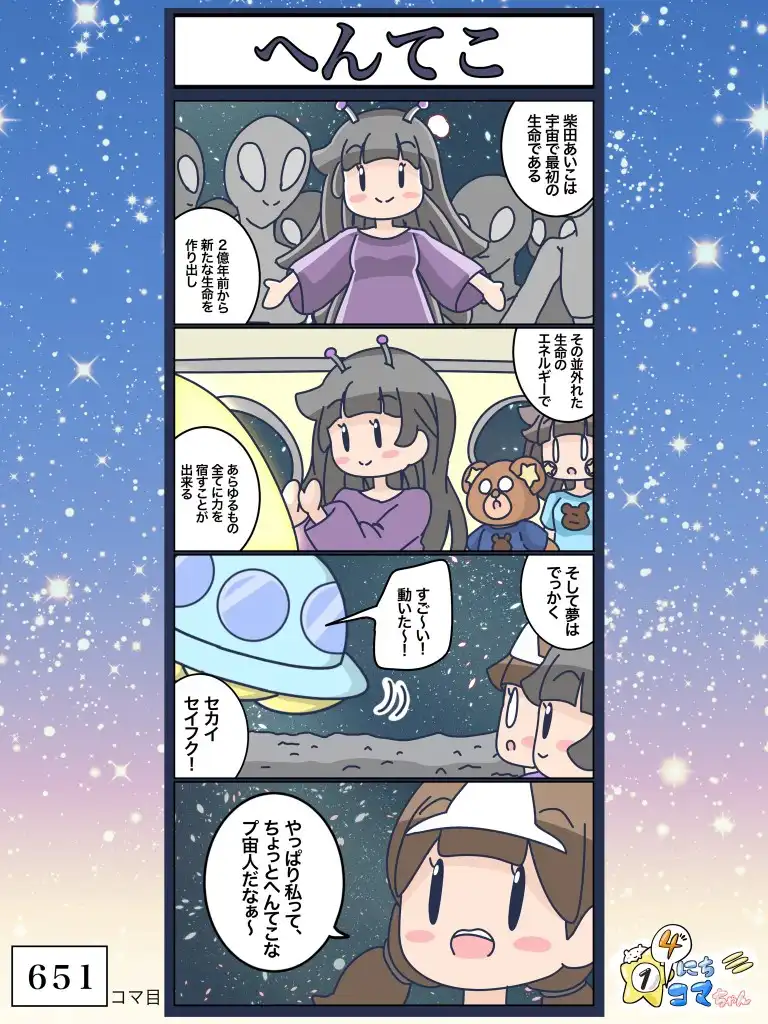 へんてこ
柴田あいこは
宇宙で最初の
生命である
2億年前から
新たな生命を
作り出し
その並外れた
生命の
エネルギーで
あらゆるもの
全てに力を
宿すことが
出来る
そして夢は
でっかく
すご〜い!
動いた〜!
セカイ
セイフク!
やっぱり私って、
ちょっとへんてこな
プ宙人だなぁ〜
651
コマ目
1
にち
4
コマ
ちゃん